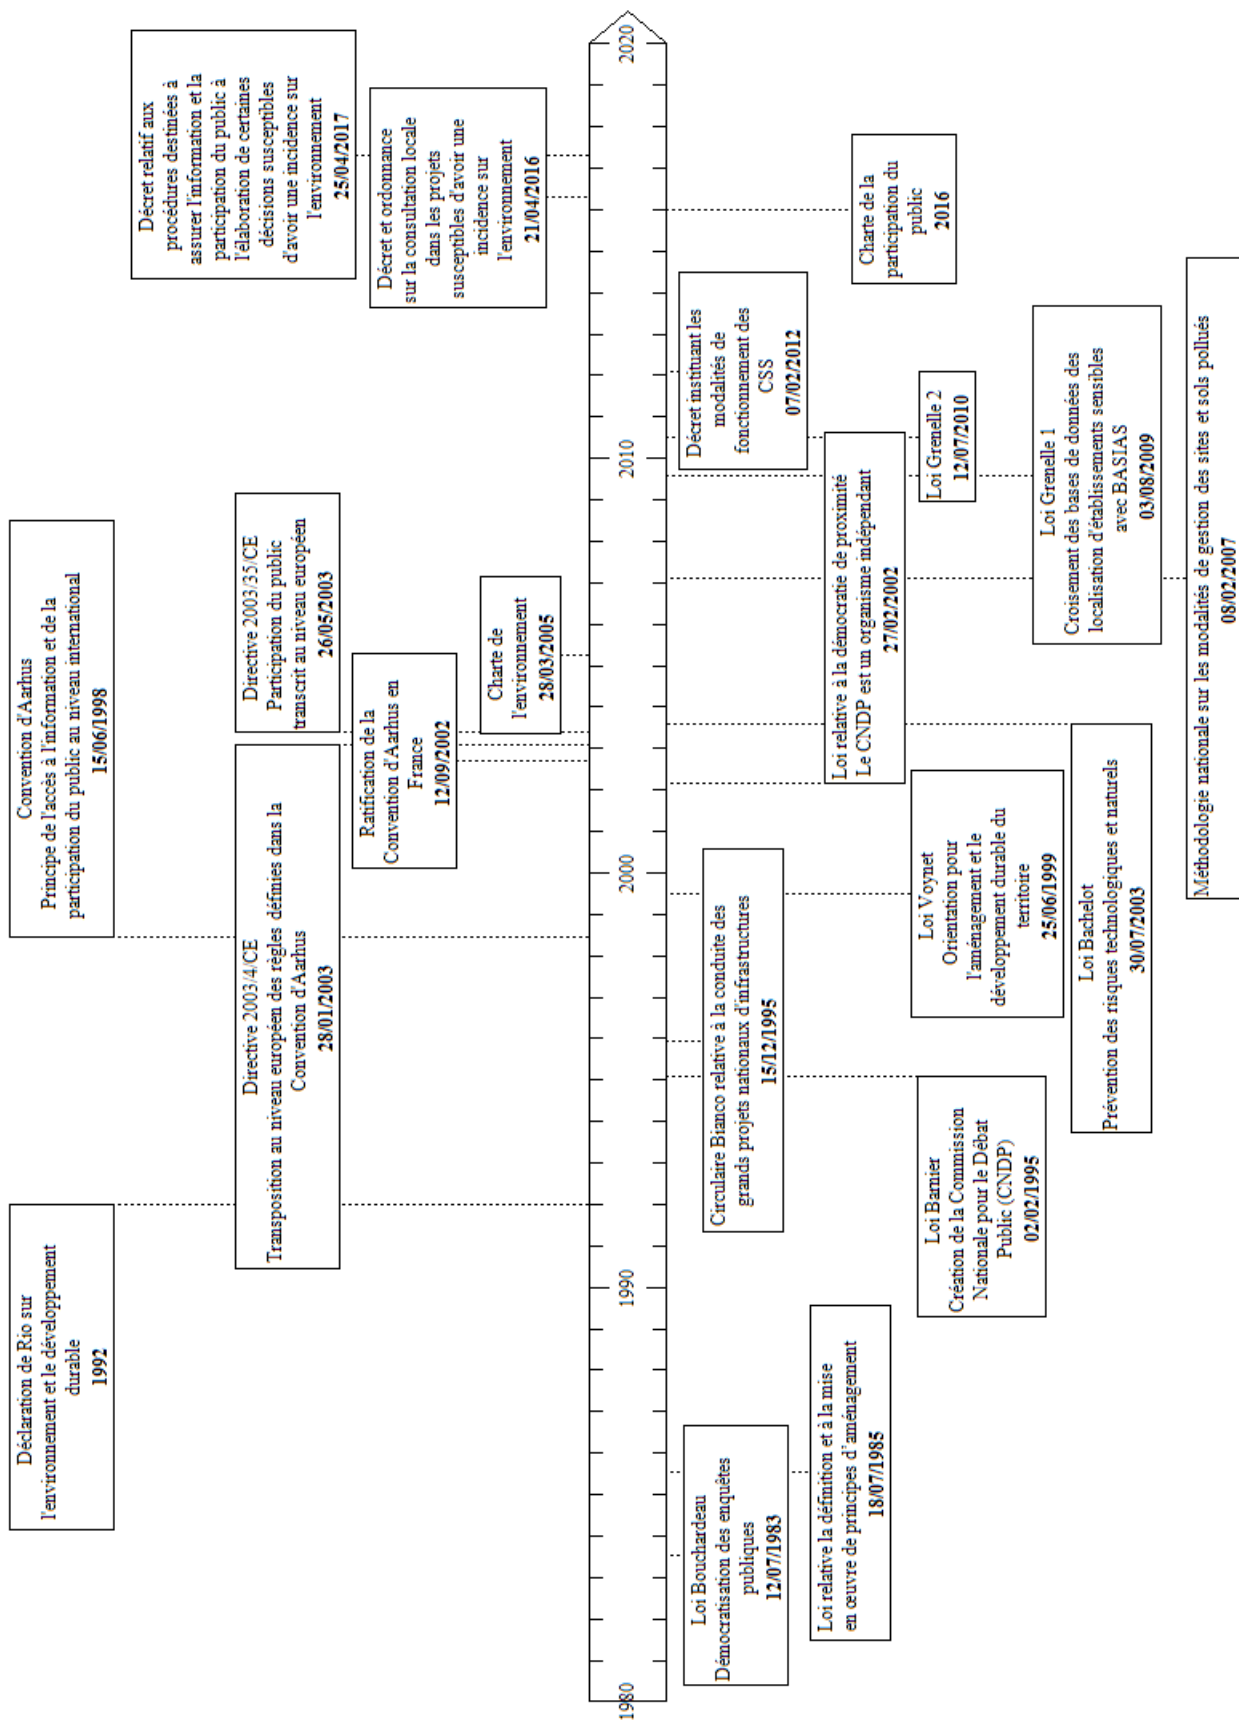 Déclaration de Rio sur
l'environnement et le développement
durable
1992
Convention d'Aarhus
Principe de l'accès à l'information et de la
participation du public au niveau international
15/06/1998
Directive 2003/4/CE
Transposition au niveau européen des règles définies dans la
Convention d'Aarhus
28/01/2003
Directive 2003/35/CE
Participation du public
transcrit au niveau européen
26/05/2003
Ratification de la
Convention d'Aarhus en
France
12/09/2002
Charte de
l'environnement
28/03/2005
Décret relatif aux
procédures destinées à
assurer l'information et la
participation du public à
l'élaboration de certaines
décisions susceptibles
d'avoir une incidence sur
l'environnement
25/04/2017
Décret et ordonnance
sur la consultation locale
dans les projets
susceptibles d'avoir une
incidence sur
l'environnement
21/04/2016
1980
1990
2000
2010
2020
Loi Bouchardeau
Démocratisation des enquêtes
publiques
12/07/1983
Loi relative la définition et à la mise
en œuvre de principes d'aménagement
18/07/1985
Circulaire Bianco relative à la conduite des
grands projets nationaux d'infrastructures
15/12/1995
Loi Barnier
Création de la Commission
Nationale pour le Débat
Public (CNDP)
02/02/1995
Loi Voynet
Orientation pour
l'aménagement et le
développement durable du
territoire
25/06/1999
Loi Bachelot
Prévention des risques technologiques et naturels
30/07/2003
Loi relative à la démocratie de proximité
Le CNDP est un organisme indépendant
27/02/2002
Décret instituant les
modalités de
fonctionnement des
CSS
07/02/2012
Loi Grenelle 2
12/07/2010
Loi Grenelle 1
Croisement des bases de données des
localisation d'établissements sensibles
avec BASIAS
03/08/2009
Charte de la
participation du
public
2016
Méthodologie nationale sur les modalités de gestion des sites et sols pollués
08/02/2007